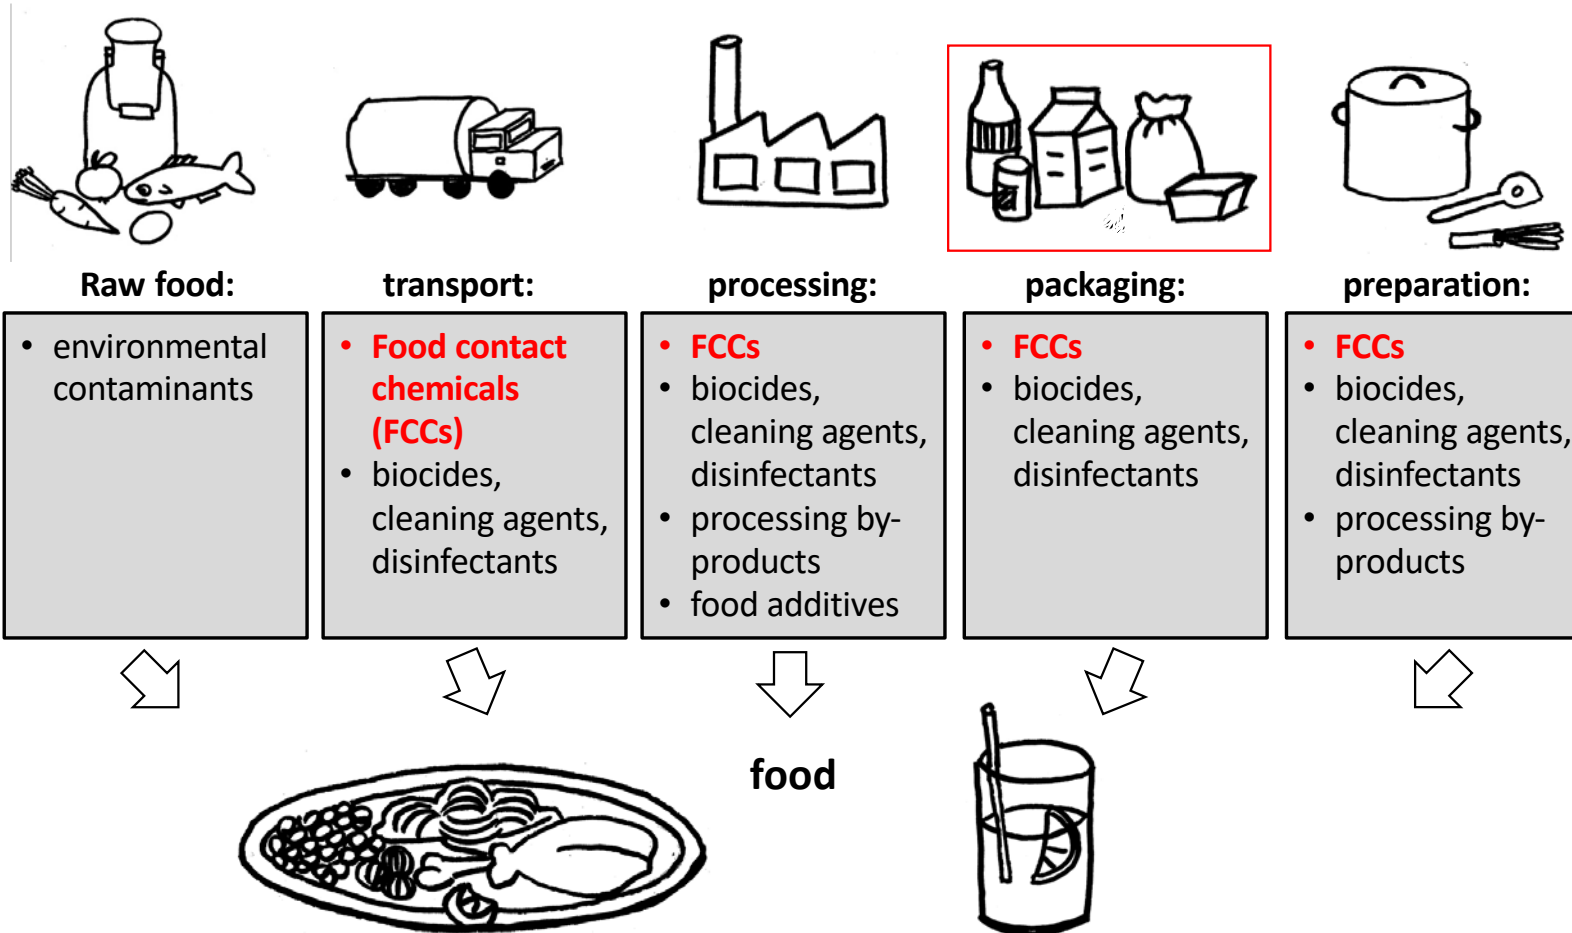 Raw food:
• environmental
contaminants
transport:
• Food contact
chemicals
(FCCs)
• biocides,
cleaning agents,
disinfectants
processing:
• FCCs
• biocides,
cleaning agents,
disinfectants
• processing by-
products
• food additives
packaging:
• FCCs
• biocides,
cleaning agents,
disinfectants
preparation:
• FCCs
• biocides,
cleaning agents,
disinfectants
• processing by-
products
food